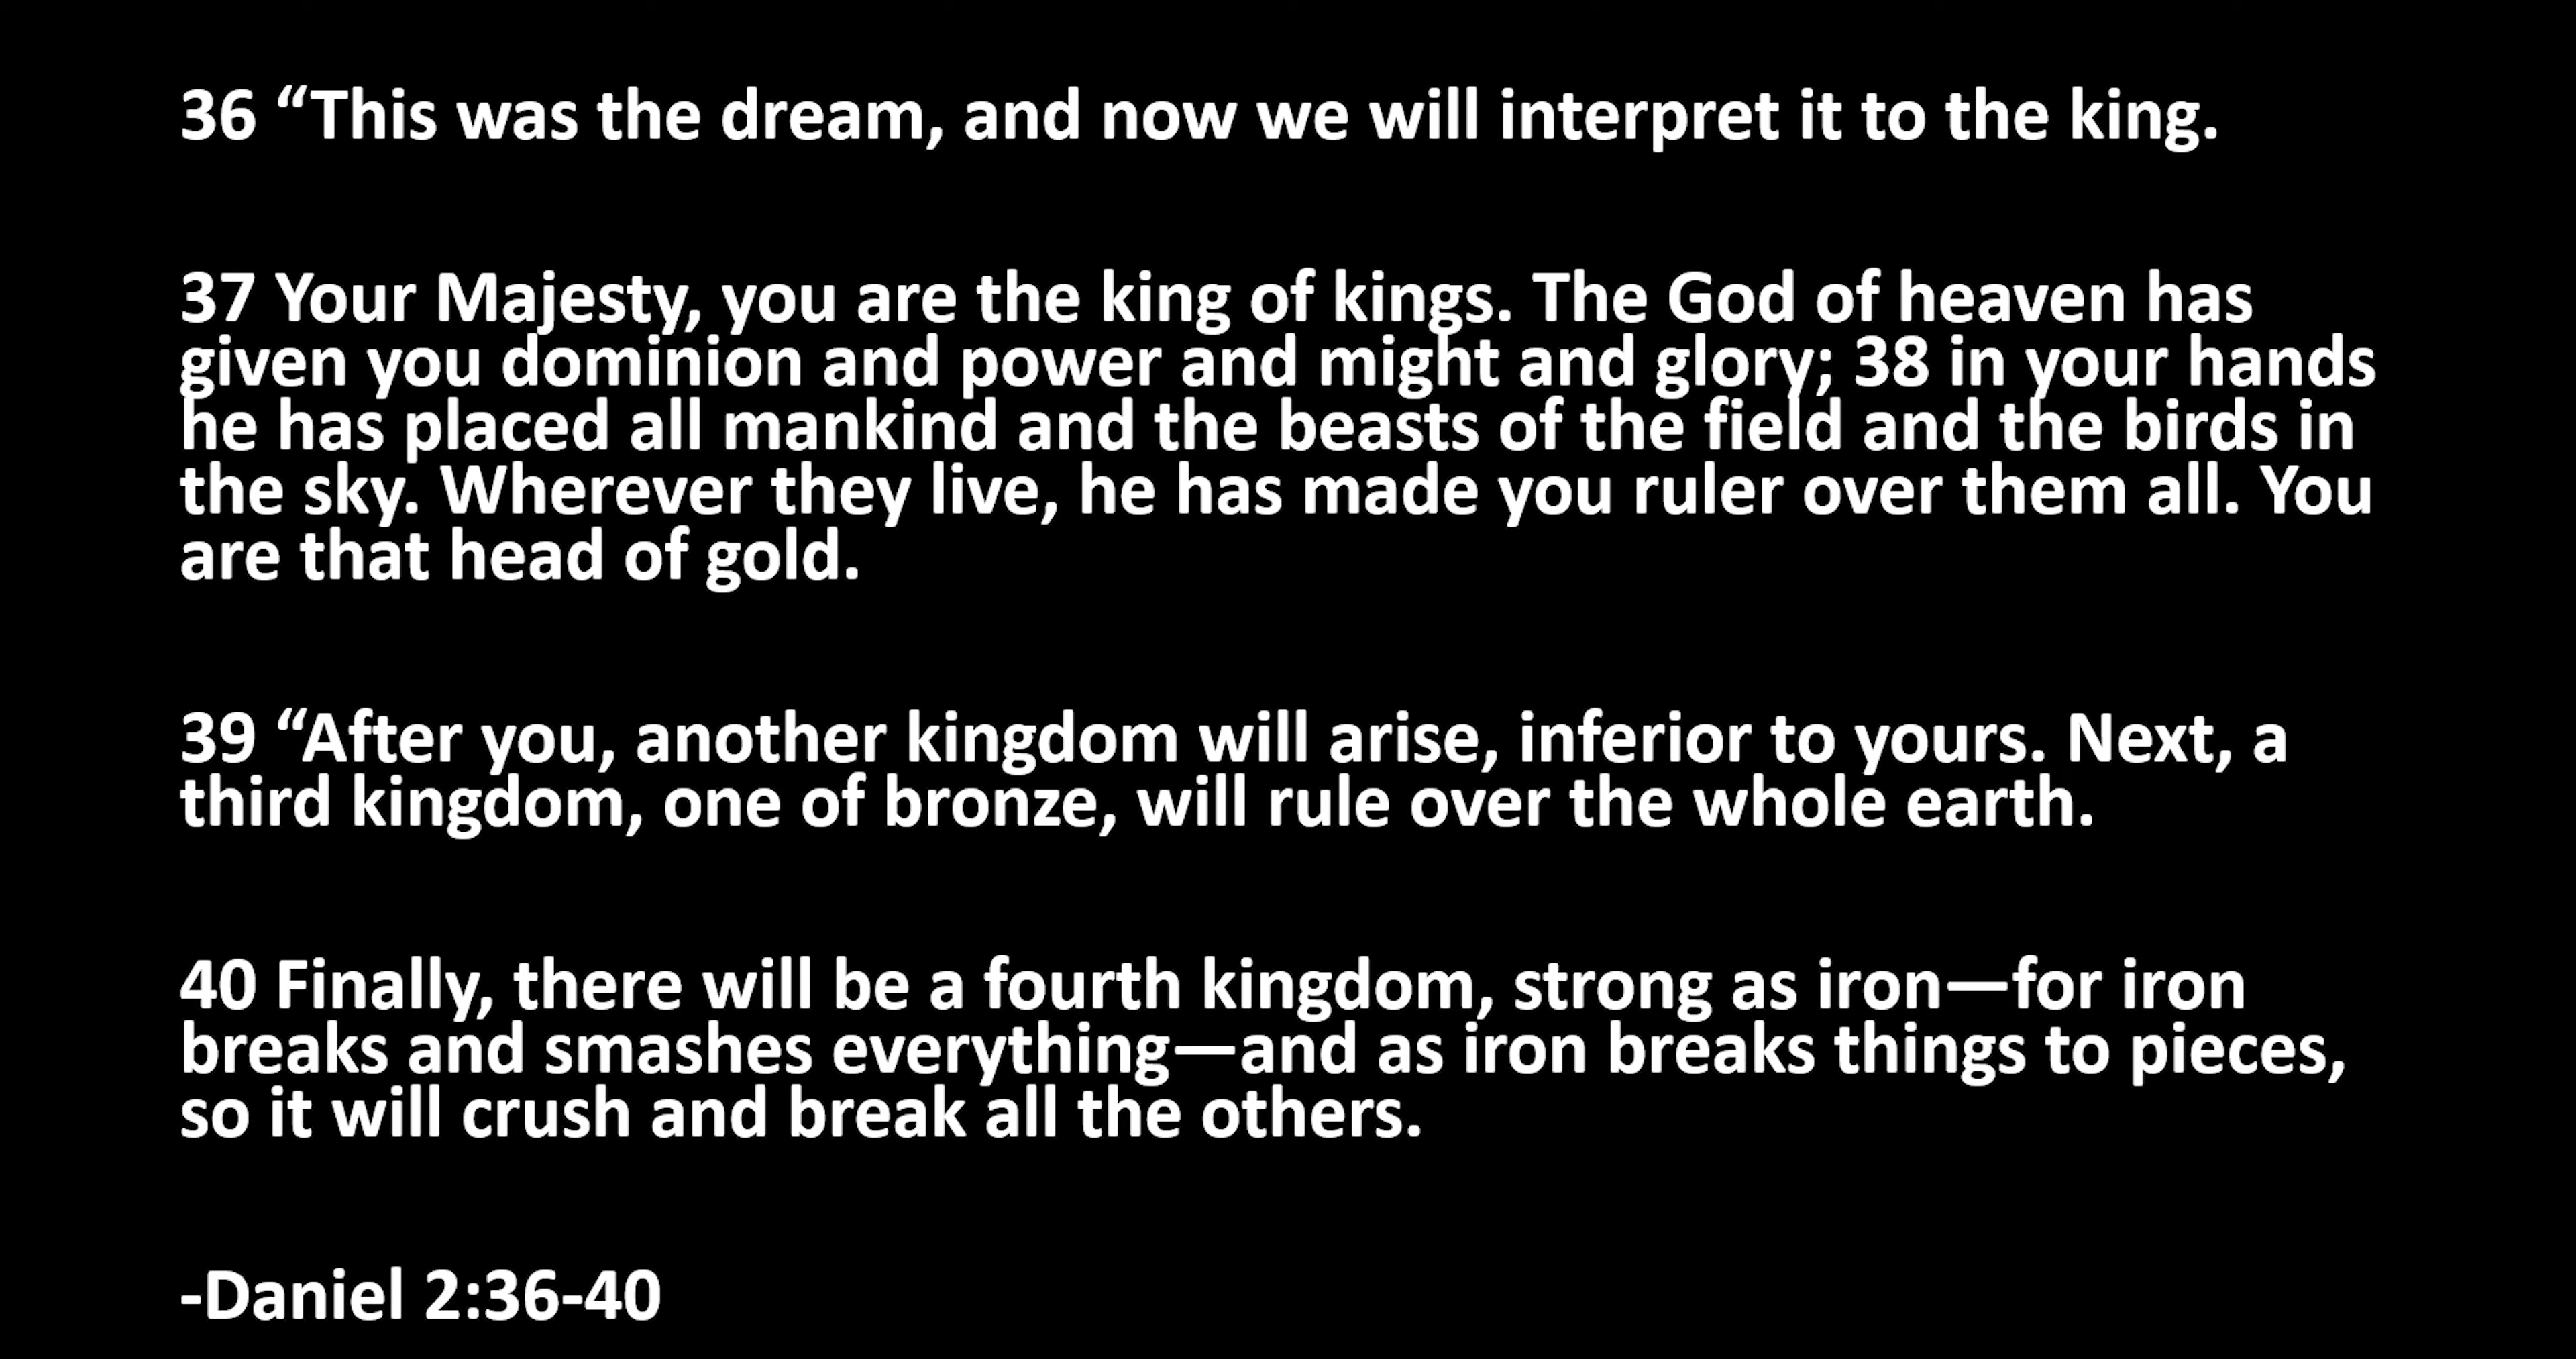 36 “This was the dream, and now we will interpret it to the king.
37 Your Majesty, you are the king of kings. The God of heaven has
given you dominion and power and might and glory; 38 in your hands
he has placed all mankind and the beasts of the field and the birds in
the sky. Wherever they live, he has made you ruler over them all. You
are that head of gold.
39 “After you, another kingdom will arise, inferior to yours. Next, a
third kingdom, one of bronze, will rule over the whole earth.
40 Finally, there will be a fourth kingdom, strong as iron—for iron
breaks and smashes everything—and as iron breaks things to pieces,
so it will crush and break all the others.
-Daniel 2:36-40